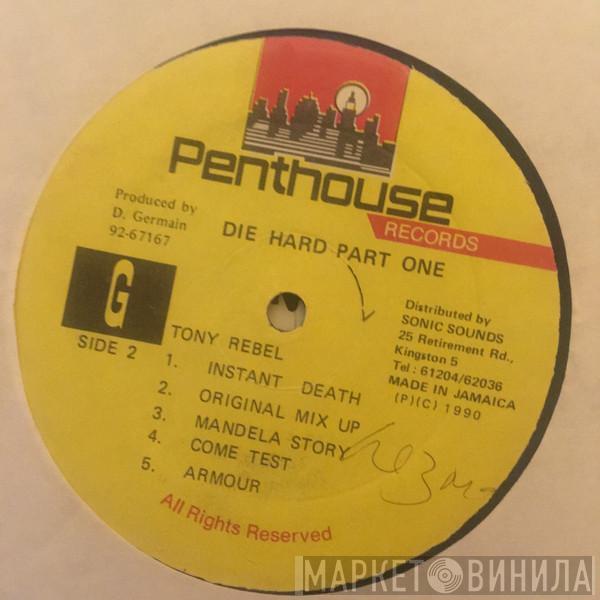 Penthouse
RECORDS
Produced by
D. Germain
92-67167
DIE HARD PART ONE
G
SIDE 2
Distributed by
SONIC SOUNDS
25 Retirement Rd.,
Kingston 5
Tel : 61204/62036
MADE IN JAMAICA
(P)(C) 1990
TONY REBEL
1. INSTANT DEATH
2. ORIGINAL MIX UP
3. MANDELA STORY
4. COME TEST
5. ARMOUR
All Rights Reserved
МАРКЕТ ВИНИЛА